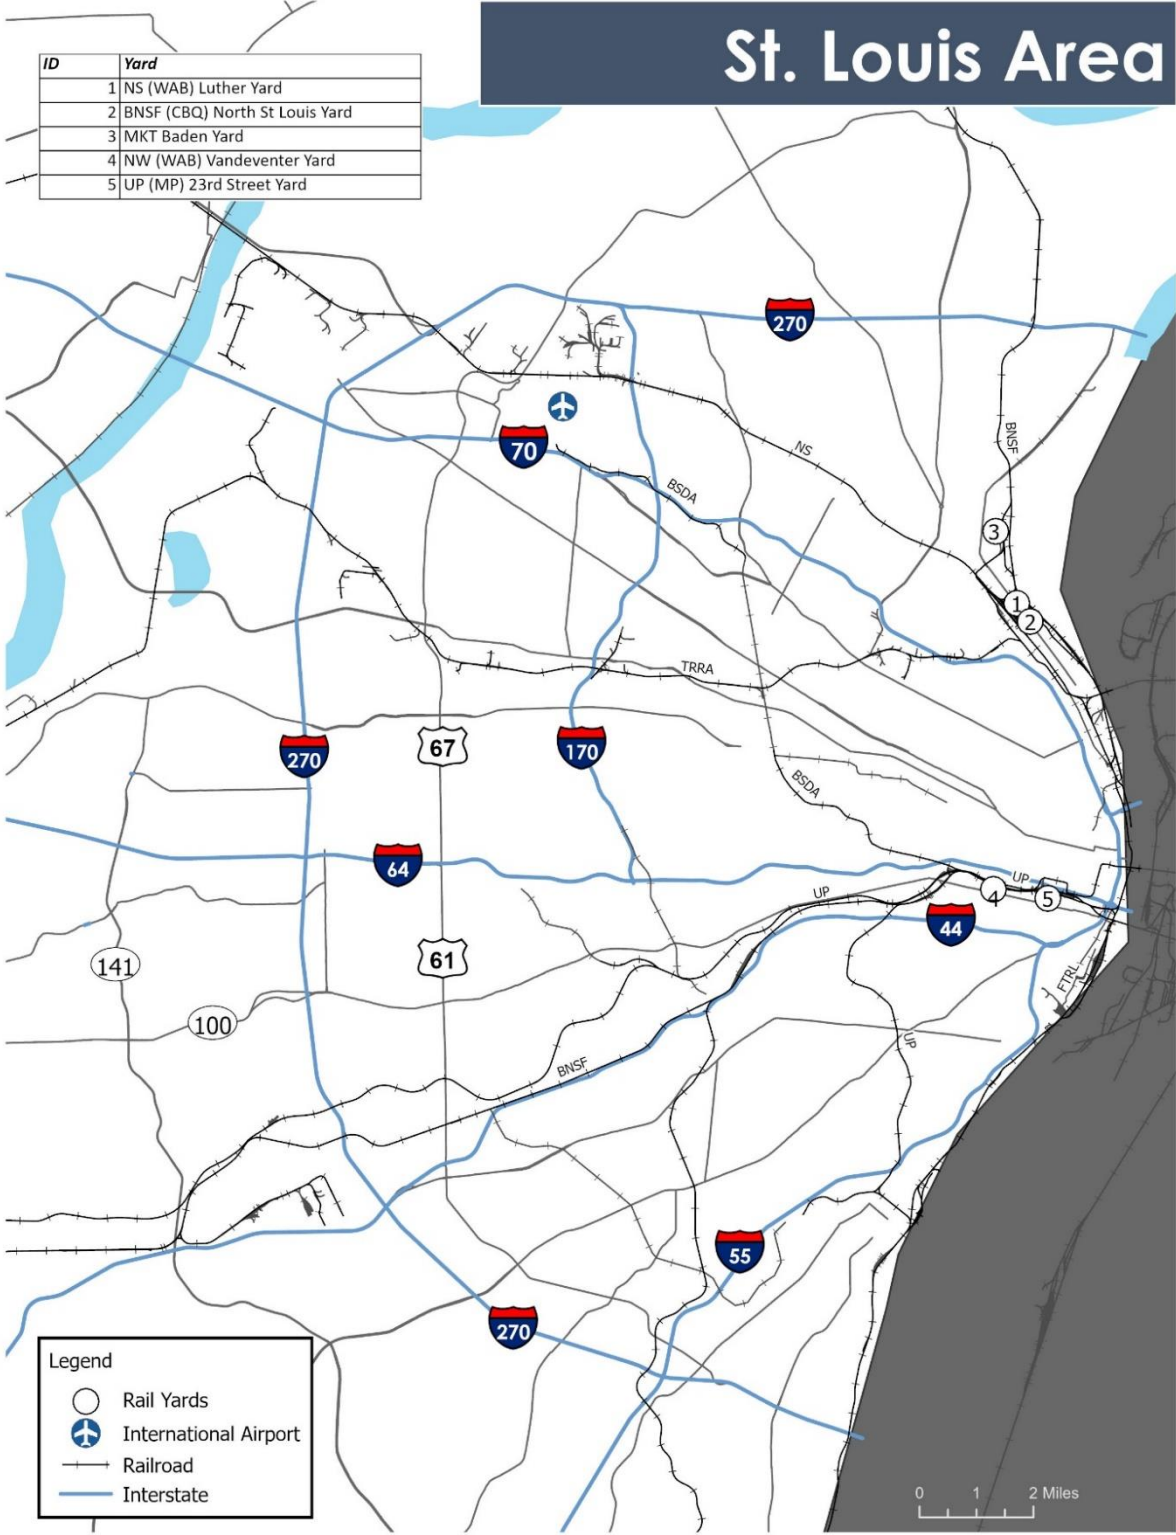 St. Louis Area
ID Yard
1 NS (WAB) Luther Yard
2 BNSF (CBQ) North St Louis Yard
3 MKT Baden Yard
4 NW (WAB) Vandeventer Yard
5 UP (MP) 23rd Street Yard
270
70
NS
BNSF
BSDA
3
1
2
TRRA
270
67
170
BSDA
64
UP
UP
4
5
44
141
61
FTRL
100
UP
BNSF
55
270
Legend
Rail Yards
International Airport
Railroad
Interstate
0 1 2 Miles